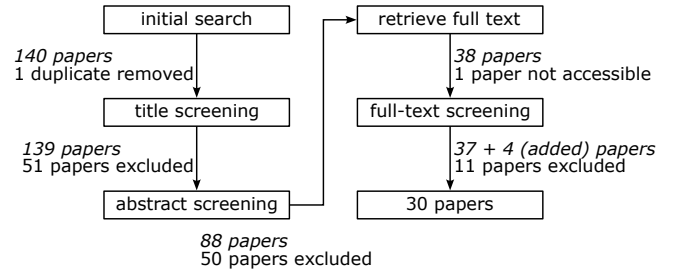 initial search
140 papers
1 duplicate removed
title screening
139 papers
51 papers excluded
abstract screening
88 papers
50 papers excluded
retrieve full text
38 papers
1 paper not accessible
full-text screening
37 + 4 (added) papers
11 papers excluded
30 papers